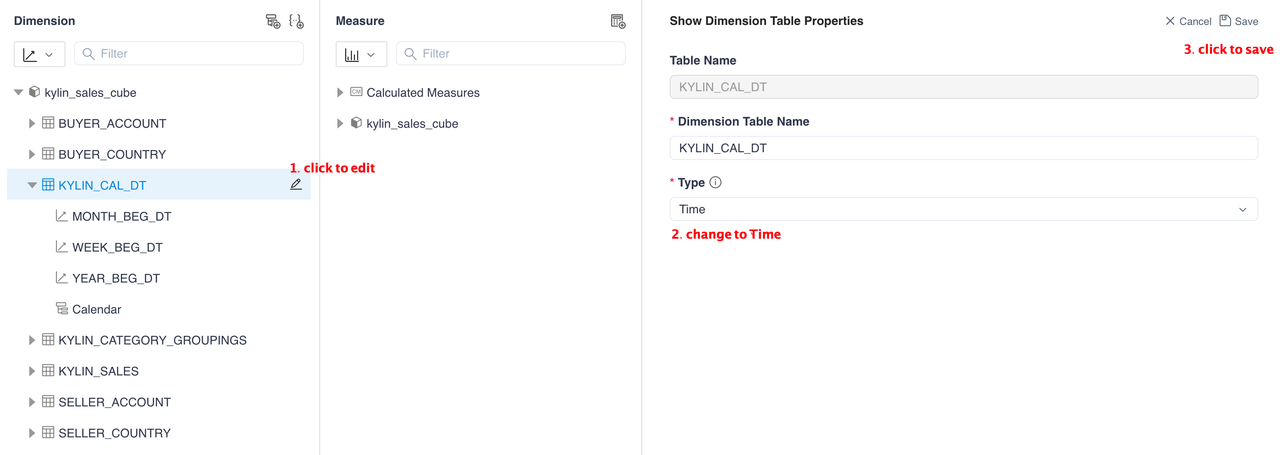 Dimension
Filter
kylin_sales_cube
BUYER_ACCOUNT
BUYER_COUNTRY
1. click to edit
KYLIN_CAL_DT
MONTH_BEG_DT
WEEK_BEG_DT
YEAR_BEG_DT
Calendar
KYLIN_CATEGORY_GROUPINGS
KYLIN_SALES
SELLER_ACCOUNT
SELLER_COUNTRY
Measure
Filter
CM Calculated Measures
kylin_sales_cube
Show Dimension Table Properties
Cancel Save
3. click to save
Table Name
KYLIN_CAL_DT
* Dimension Table Name
KYLIN_CAL_DT
* Type
Time
2. change to Time